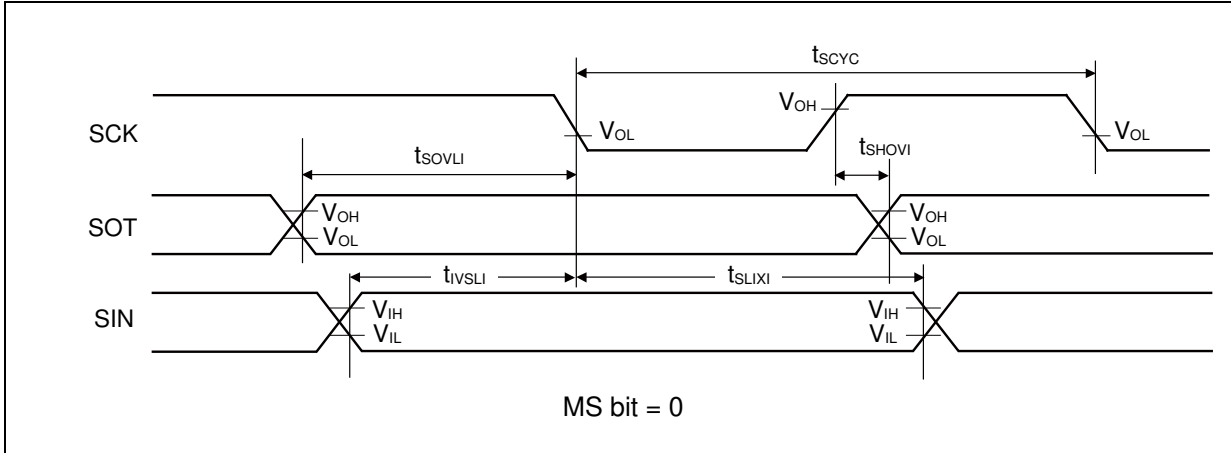 tSCYC
SCK
VOH
VOL
VOL
tSOVLI
tSHOVI
SOT
VOH
VOL
VOH
VOL
tIVSLI
tSLIXI
SIN
VIH
VIL
VIH
VIL
MS bit = 0